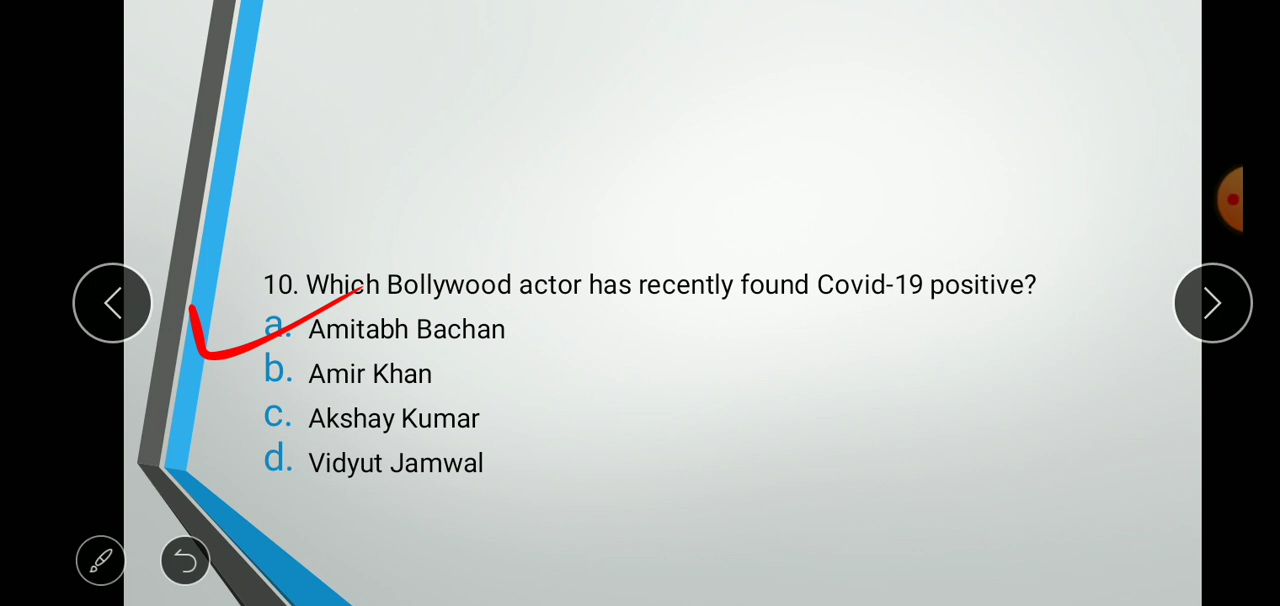 10. Which Bollywood actor has recently found Covid-19 positive?
a. Amitabh Bachan
b. Amir Khan
c. Akshay Kumar
d. Vidyut Jamwal